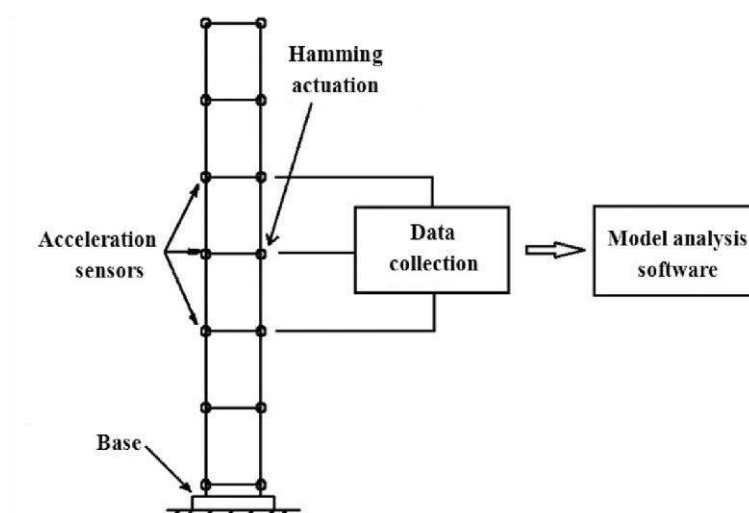 Hamming
actuation
Acceleration
sensors
Data
collection
Model analysis
software
Base